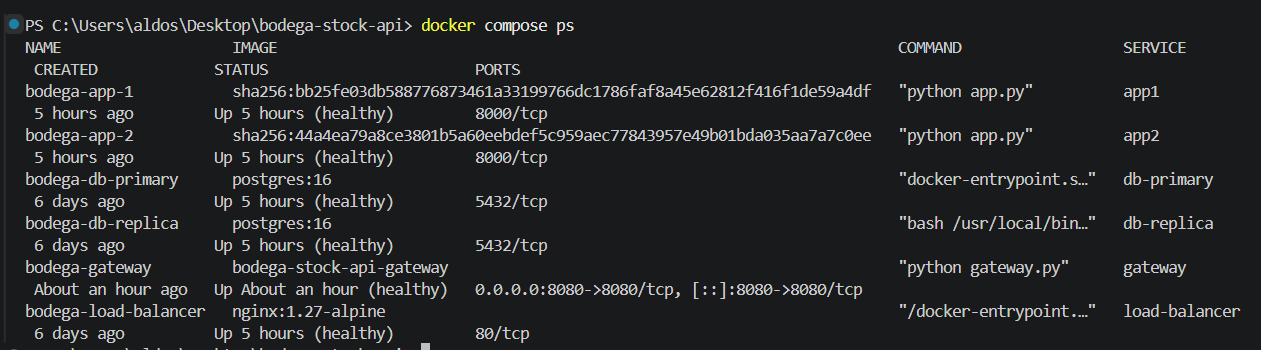 PS C:\Users\aldos\Desktop\bodega-stock-api> docker compose ps
NAME IMAGE COMMAND SERVICE
CREATED STATUS PORTS
bodega-app-1 sha256:bb25fe03db588776873461a33199766dc1786faf8a45e62812f416f1de59a4df "python app.py" app1
5 hours ago Up 5 hours (healthy) 8000/tcp
bodega-app-2 sha256:44a4ea79a8ce3801b5a60eebdef5c959aec77843957e49b01bda035aa7a7c0ee "python app.py" app2
5 hours ago Up 5 hours (healthy) 8000/tcp
bodega-db-primary postgres:16 "docker-entrypoint.s…" db-primary
6 days ago Up 5 hours (healthy) 5432/tcp
bodega-db-replica postgres:16 "bash /usr/local/bin…" db-replica
6 days ago Up 5 hours (healthy) 5432/tcp
bodega-gateway bodega-stock-api-gateway "python gateway.py" gateway
About an hour ago Up About an hour (healthy) 0.0.0.0:8080->8080/tcp, [::]:8080->8080/tcp
bodega-load-balancer nginx:1.27-alpine "/docker-entrypoint.…" load-balancer
6 days ago Up 5 hours (healthy) 80/tcp